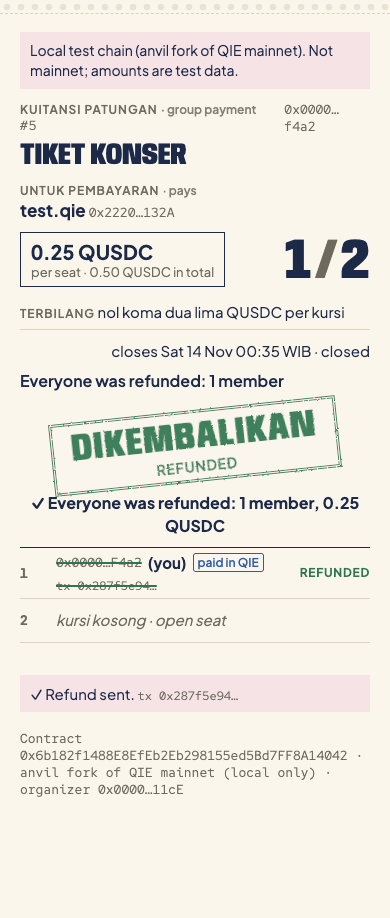 Local test chain (anvil fork of QIE mainnet). Not
mainnet; amounts are test data.
KUITANSI PATUNGAN · group payment
#5
0x0000…
f4a2
TIKET KONSER
UNTUK PEMBAYARAN · pays
test.qie 0x2220…132A
0.25 QUSDC
per seat · 0.50 QUSDC in total
1/2
TERBILANG nol koma dua lima QUSDC per kursi
closes Sat 14 Nov 00:35 WIB · closed
Everyone was refunded: 1 member
DIKEMBALIKAN
REFUNDED
✓ Everyone was refunded: 1 member, 0.25
QUSDC
1 0x0000…F4a2 (you) paid in QIE
tx 0x287f5e94…
REFUNDED
2 kursi kosong · open seat
✓ Refund sent. tx 0x287f5e94…
Contract
0x6b182f1488E8EfEb2Eb298155ed5Bd7FF8A14042 ·
anvil fork of QIE mainnet (local only) ·
organizer 0x0000…11cE